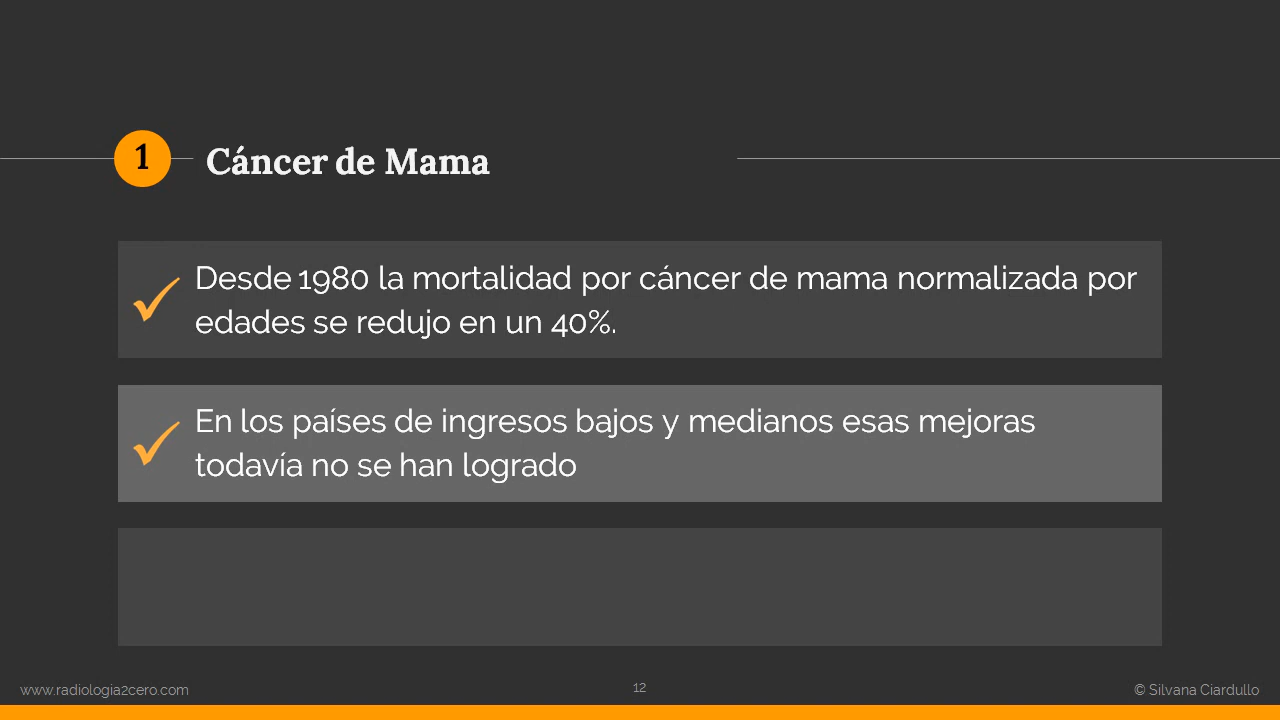 1
Cáncer de Mama
Desde 1980 la mortalidad por cáncer de mama normalizada por
edades se redujo en un 40%.
En los países de ingresos bajos y medianos esas mejoras
todavía no se han logrado
www.radiologia2cero.com
12
© Silvana Ciardullo